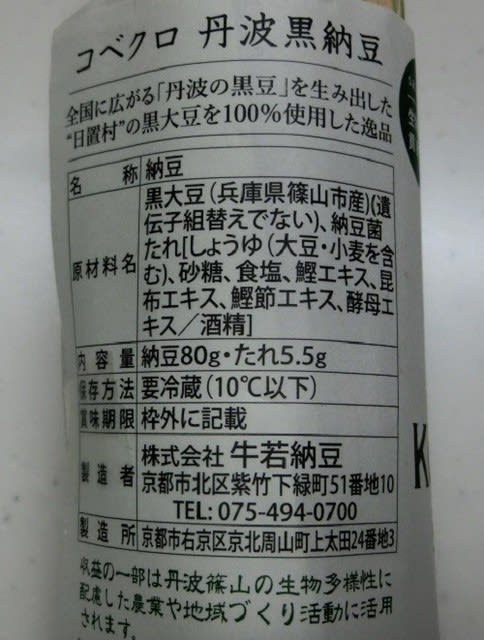 コベクロ 丹波黒納豆
全国に広がる「丹波の黒豆」を生み出した
“日置村”の黒大豆を100%使用した逸品
名称 納豆
原材料名 黒大豆(兵庫県篠山市産)(遺
伝子組替えでない)、納豆菌
たれ[しょうゆ(大豆・小麦を含
む)、砂糖、食塩、鰹エキス、昆
布エキス、鰹節エキス、酵母エ
キス/酒精]
内容量 納豆80g・たれ5.5g
保存方法 要冷蔵(10℃以下)
賞味期限 枠外に記載
製造者 株式会社 牛若納豆
京都市北区紫竹下緑町51番地10
TEL: 075-494-0700
製造所 京都市右京区京北周山町上太田24番地3
収益の一部は丹波篠山の生物多様性に
配慮した農業や地域づくり活動に活用
されます。
K